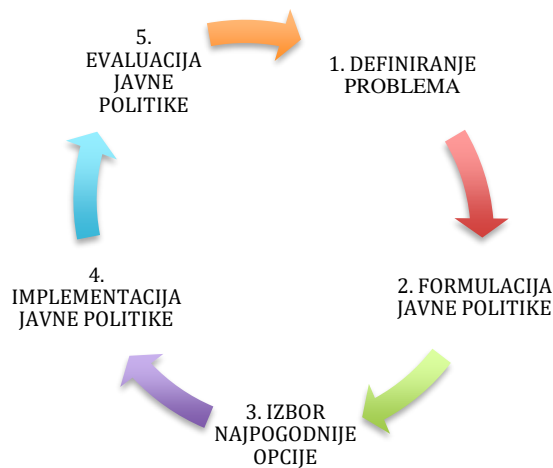 1. DEFINIRANJE
PROBLEMA
2. FORMULACIJA
JAVNE POLITIKE
3. IZBOR
NAJPOGODNIJE
OPCIJE
4.
IMPLEMENTACIJA
JAVNE POLITIKE
5.
EVALUACIJA
JAVNE
POLITIKE